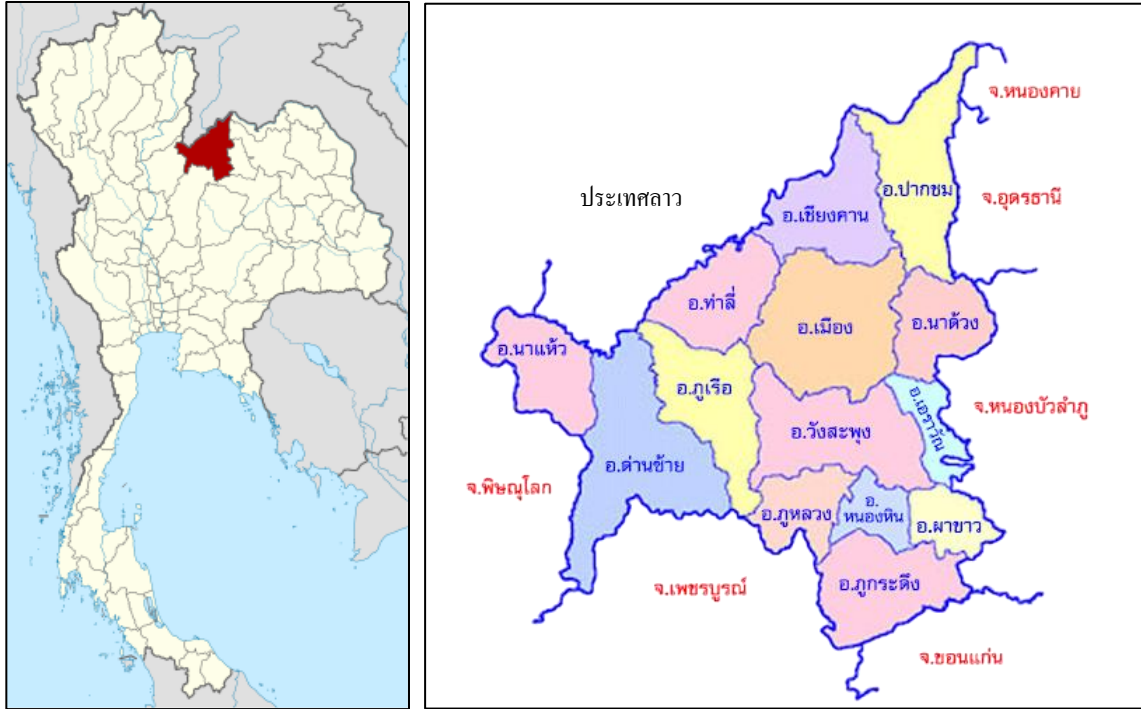 จ.หนองคาย
อ.ปากชม
จ.อุดรธานี
ประเทศลาว
อ.เชียงคาน
อ.ท่าลี่
อ.เมือง
อ.นาด้วง
อ.นาแห้ว
อ.ภูเรือ
อ.เอราวัณ
จ.หนองบัวลำภู
อ.วังสะพุง
อ.ด่านซ้าย
จ.พิษณุโลก
อ.ภูหลวง
อ.
หนองหิน
อ.ผาขาว
จ.เพชรบูรณ์
อ.ภูกระดึง
จ.ขอนแก่น